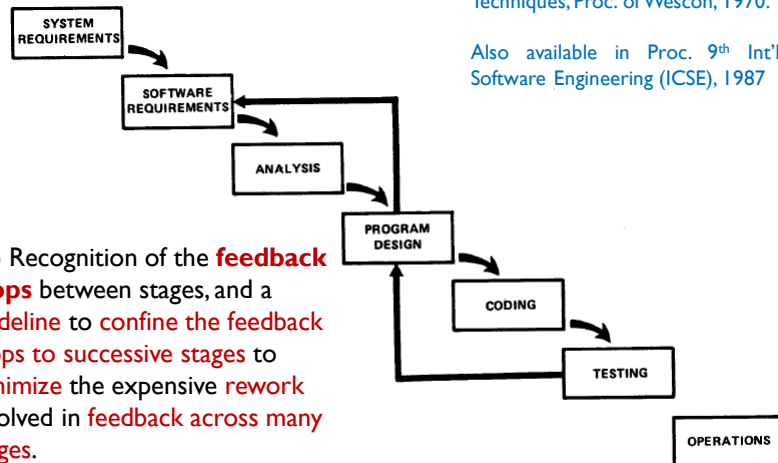 Techniques, Proc. of Wescon, 1970.
Also available in Proc. 9th Int'l
Software Engineering (ICSE), 1987
SYSTEM
REQUIREMENTS
SOFTWARE
REQUIREMENTS
ANALYSIS
PROGRAM
DESIGN
CODING
TESTING
OPERATIONS
Recognition of the feedback
ops between stages, and a
deline to confine the feedback
ops to successive stages to
nimize the expensive rework
olved in feedback across many
ges.